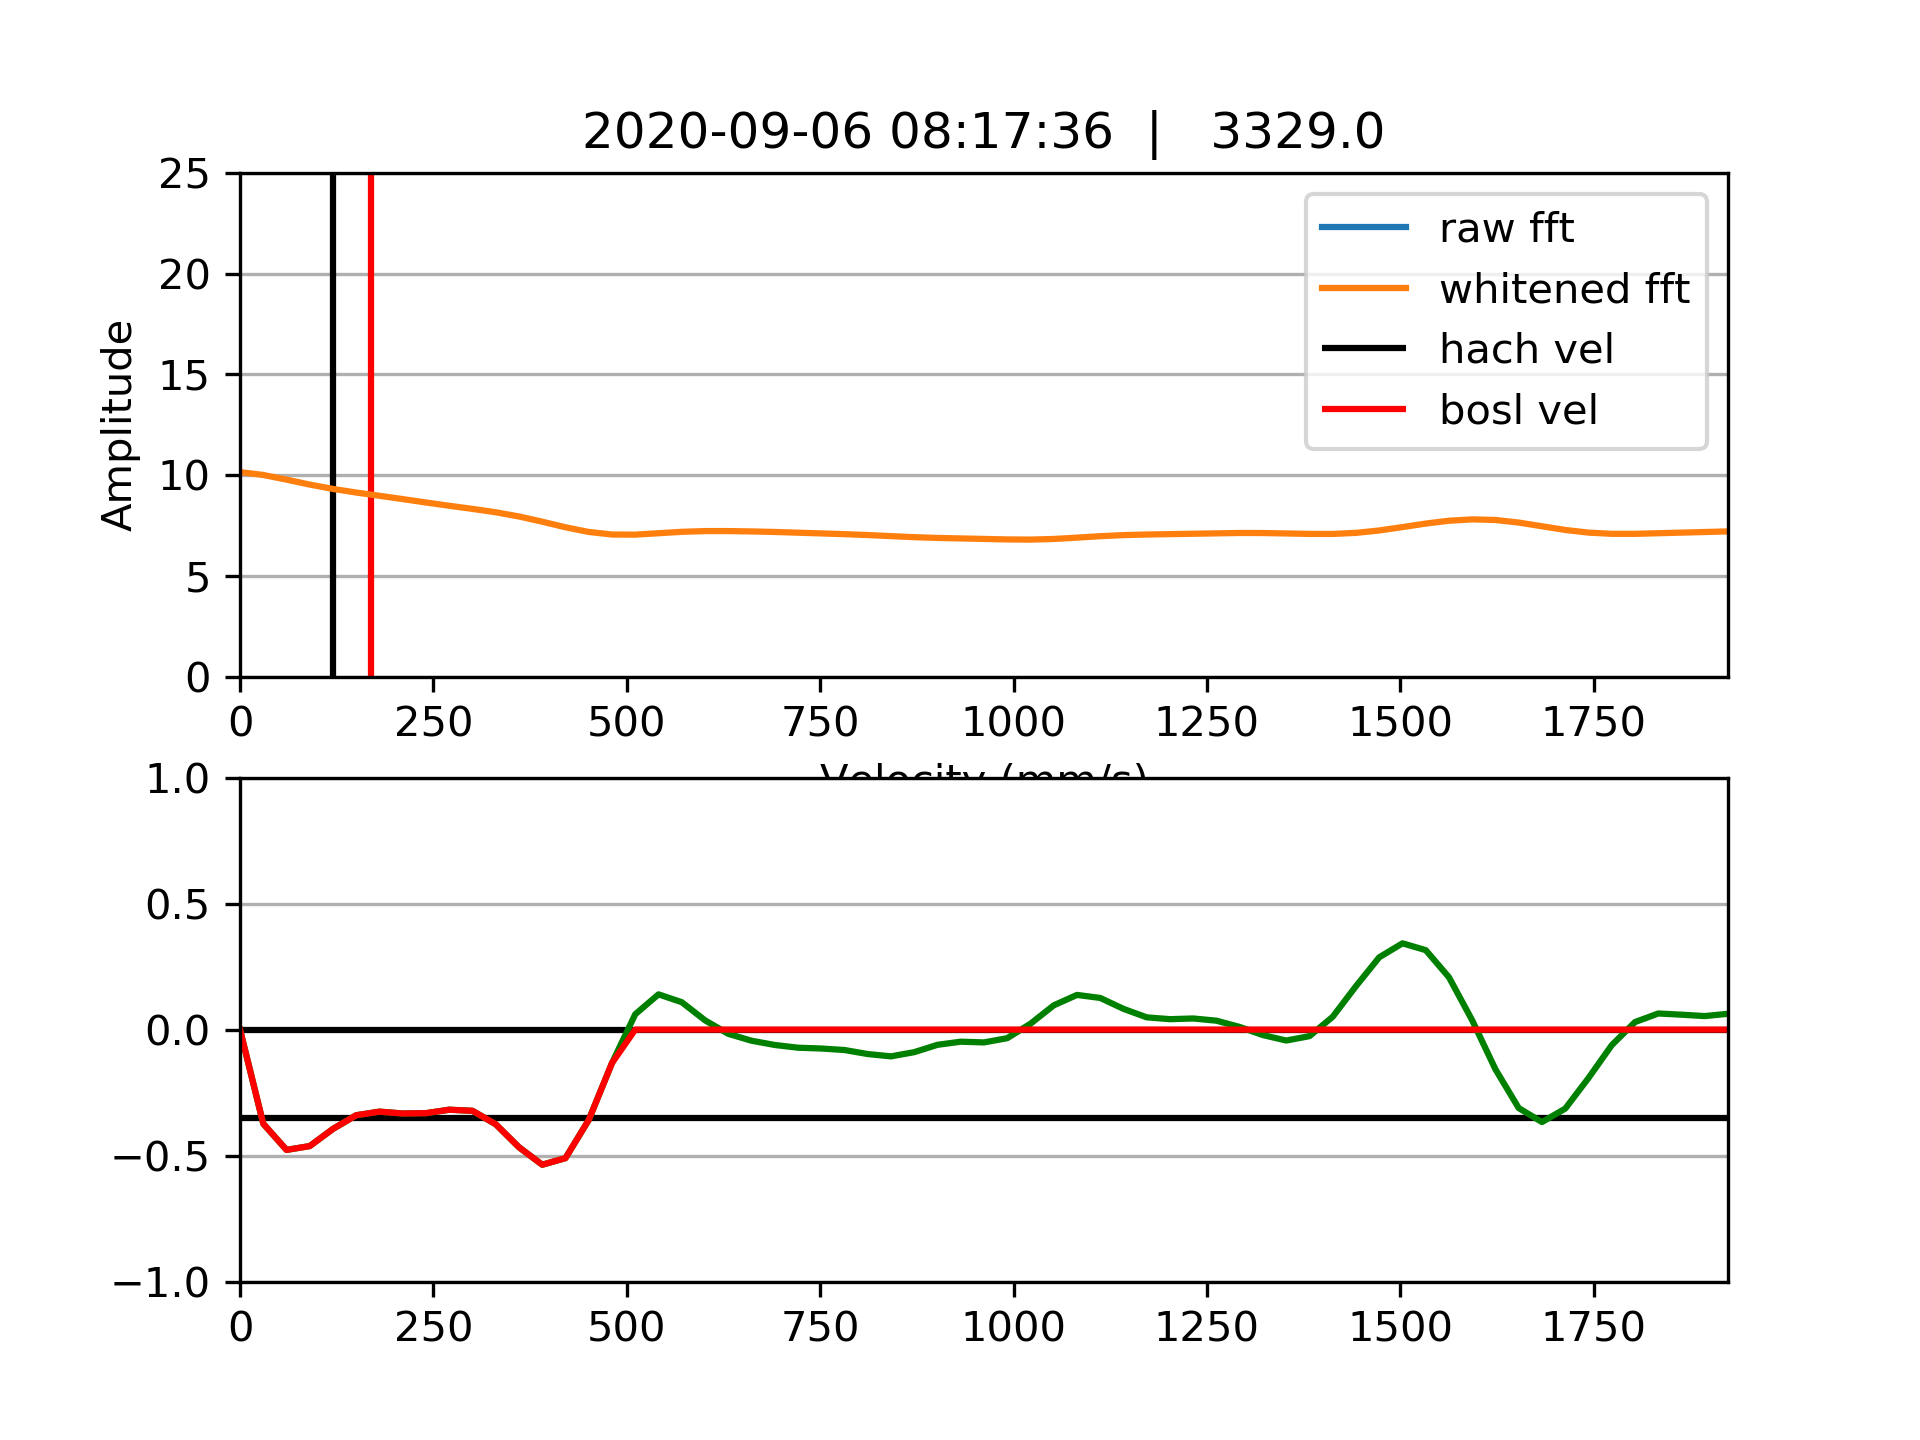 2020-09-06 08:17:36 | 3329.0
25
20
15
10
5
0
Amplitude
raw fft
whitened fft
hach vel
bosl vel
0 250 500 750 1000 1250 1500 1750
Velocity (mm/s)
1.0
0.5
0.0
−0.5
−1.0
0 250 500 750 1000 1250 1500 1750